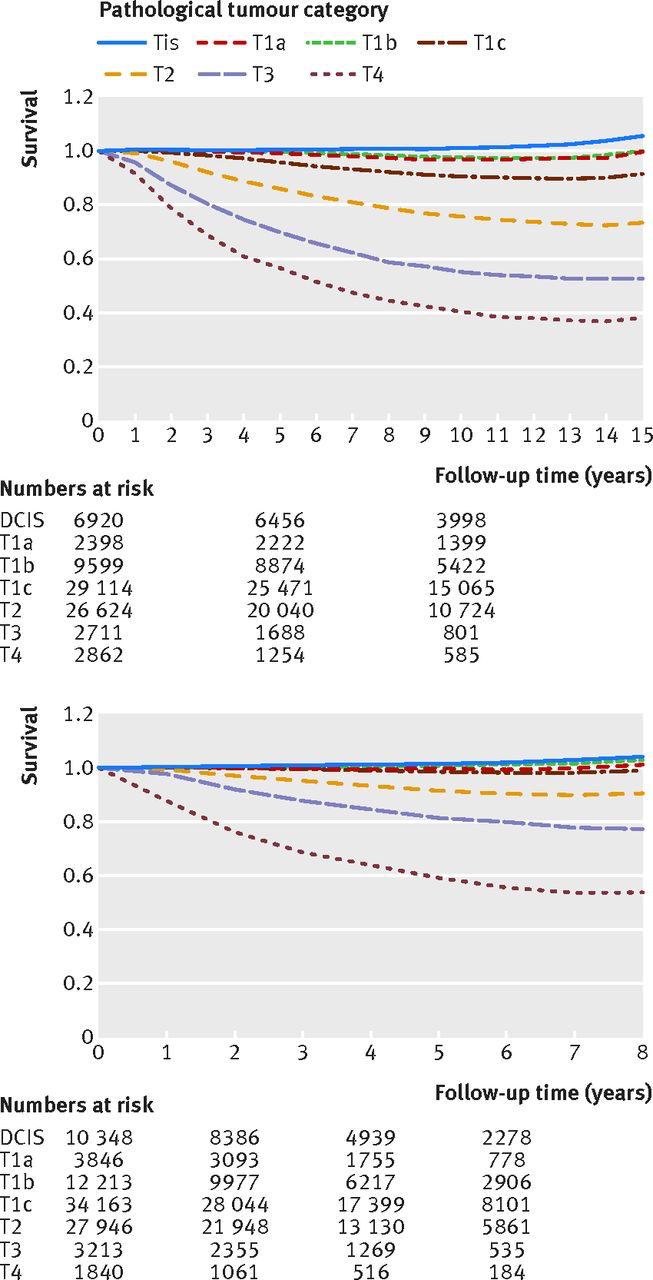 Pathological tumour category
Tis T1a T1b T1c
T2 T3 T4
Survival
1.2
1.0
0.8
0.6
0.4
0.2
0
0 1 2 3 4 5 6 7 8 9 10 11 12 13 14 15
Follow-up time (years)
Numbers at risk
DCIS 6920 6456 3998
T1a 2398 2222 1399
T1b 9599 8874 5422
T1c 29 114 25 471 15 065
T2 26 624 20 040 10 724
T3 2711 1688 801
T4 2862 1254 585
Survival
1.2
1.0
0.8
0.6
0.4
0.2
0
0 1 2 3 4 5 6 7 8
Follow-up time (years)
Numbers at risk
DCIS 10 348 8386 4939 2278
T1a 3846 3093 1755 778
T1b 12 213 9977 6217 2906
T1c 34 163 28 044 17 399 8101
T2 27 946 21 948 13 130 5861
T3 3213 2355 1269 535
T4 1840 1061 516 184